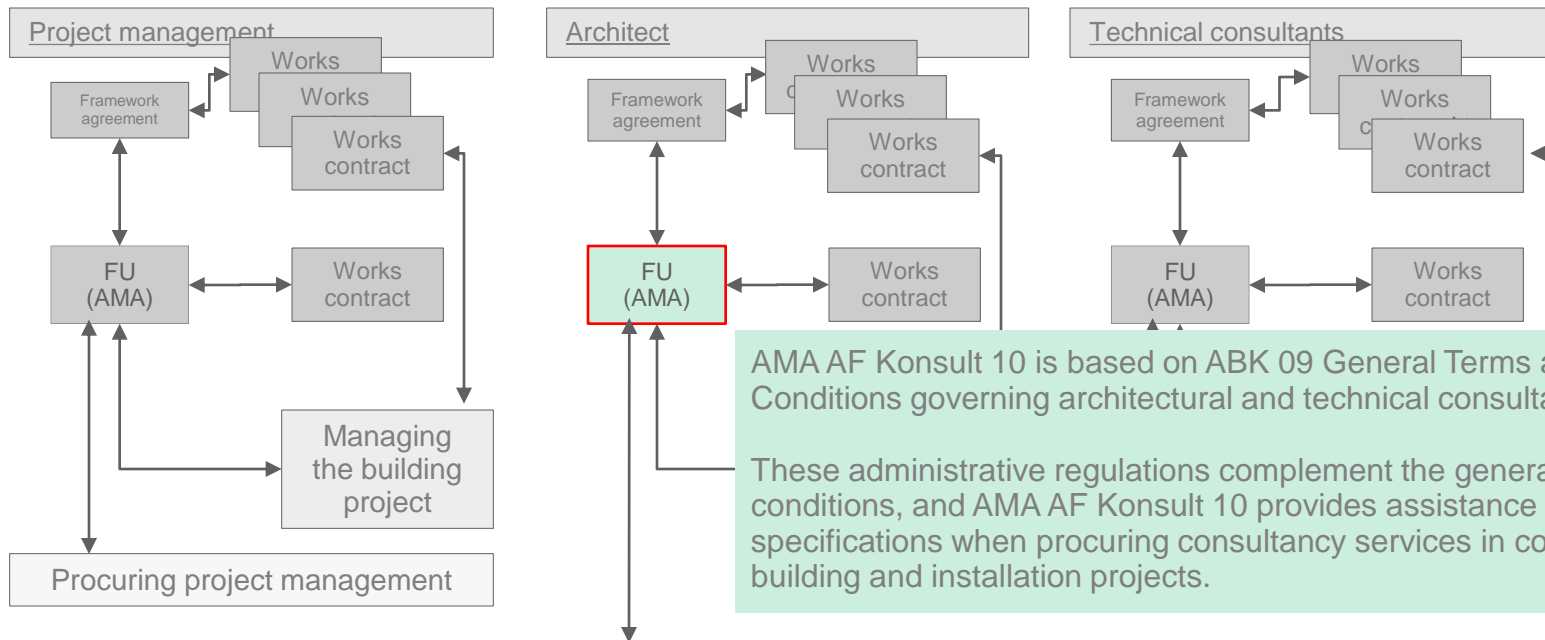 Project management
Works
Works
Works
contract
Framework
agreement
FU
(AMA)
Works
contract
Managing
the building
project
Procuring project management
Architect
Works
Works
Works
contract
Framework
agreement
FU
(AMA)
Works
contract
Technical consultants
Works
Works
Works
contract
Framework
agreement
FU
(AMA)
Works
contract
AMA AF Konsult 10 is based on ABK 09 General Terms
Conditions governing architectural and technical
These administrative regulations complement the
conditions, and AMA AF Konsult 10 provides assistance
specifications when procuring consultancy services in
building and installation projects.